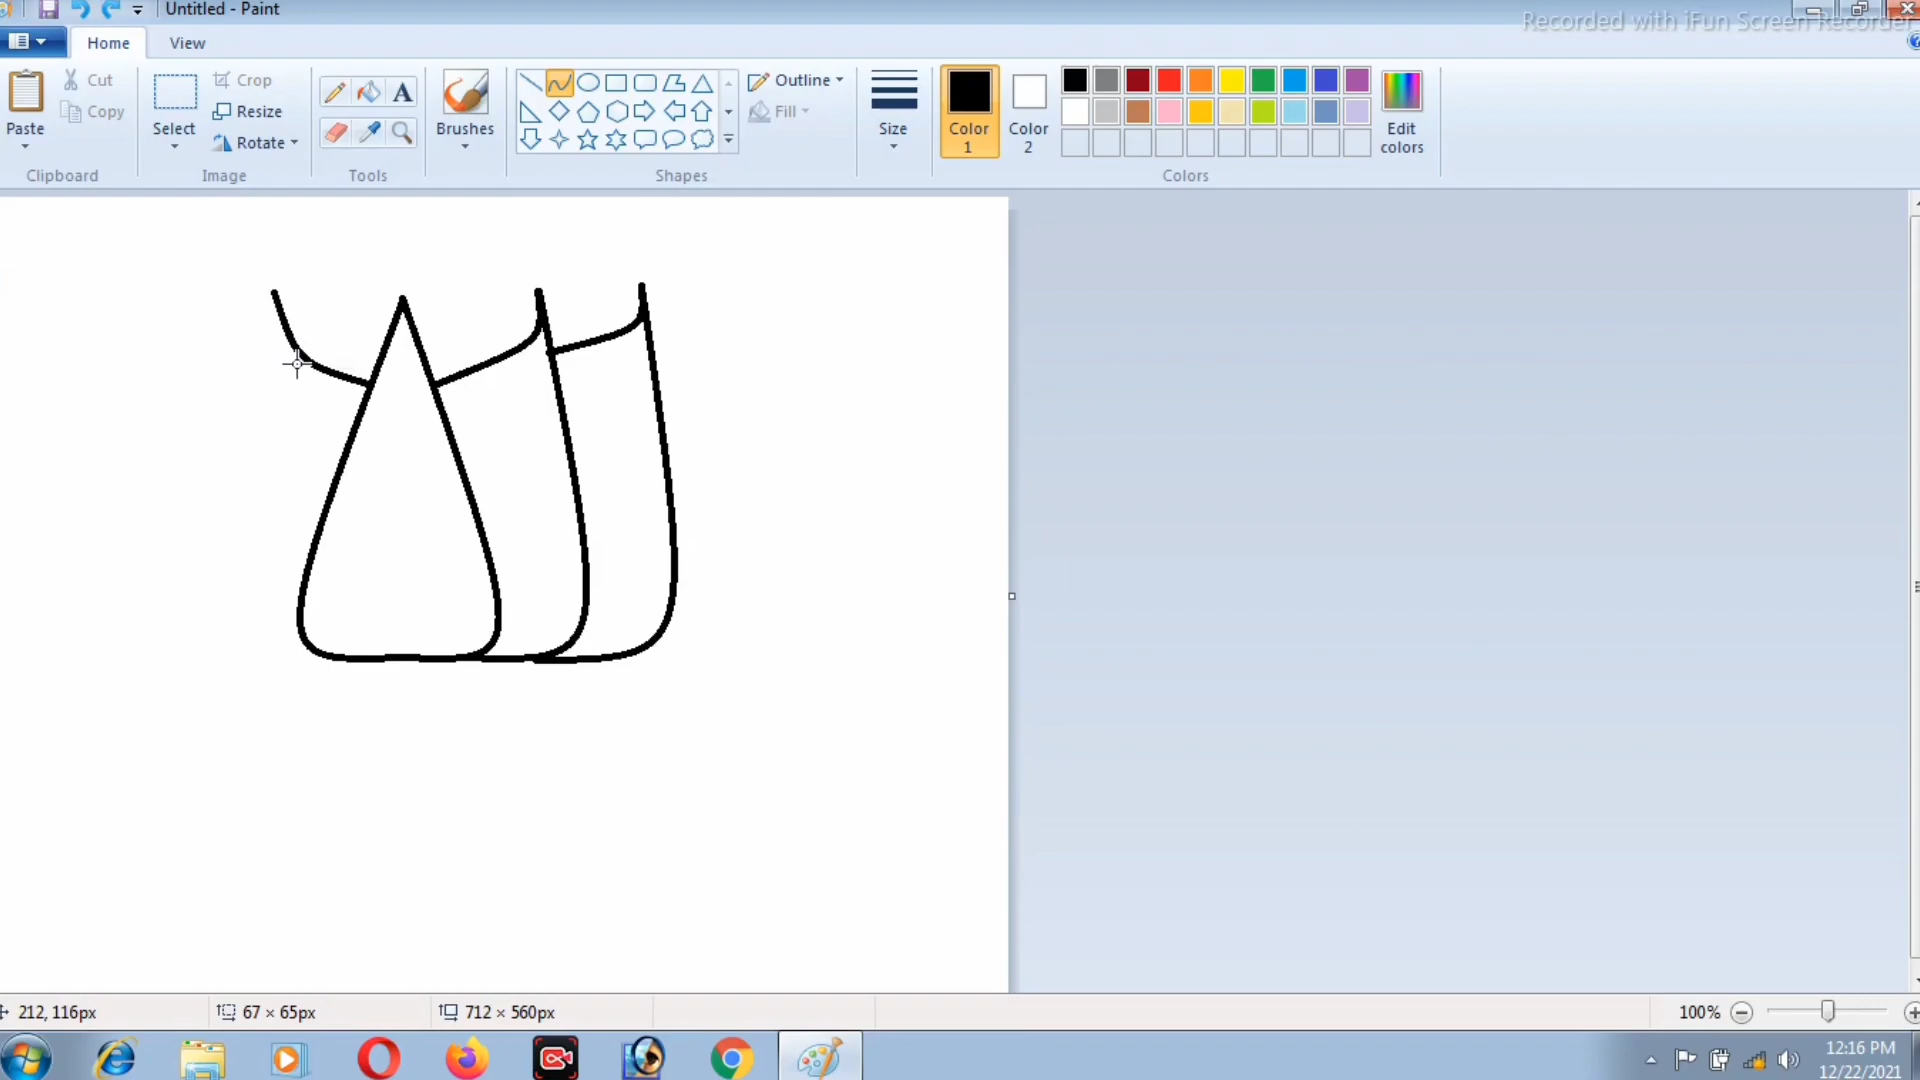 Untitled - Paint
Recorded with iFun Screen Recorder
Home
View
Paste
Cut
Copy
Clipboard
Select
Crop
Resize
Rotate
Image
A
Tools
Brushes
Shapes
Outline
Fill
Size
Color
1
Color
2
Colors
Edit
colors
212, 116px
67 × 65px
712 × 560px
100%
12:16 PM
12/22/2021